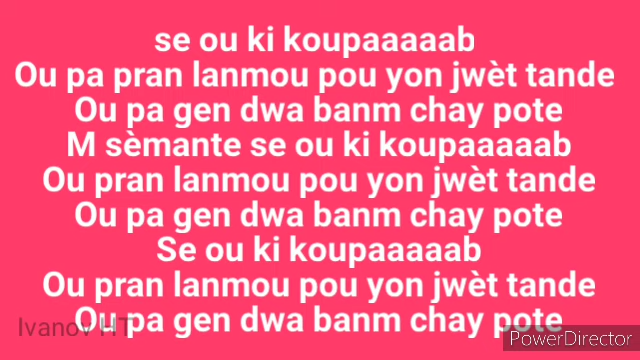 se ou ki koupaaaaab
Ou pa pran lanmou pou yon jwèt tande
Ou pa gen dwa banm chay pote
M sèmante se ou ki koupaaaaab
Ou pran lanmou pou yon jwèt tande
Ou pa gen dwa banm chay pote
Se ou ki koupaaaaab
Ou pran lanmou pou yon jwèt tande
Ou pa gen dwa banm chay pote
Ivanov HT
PowerDirector